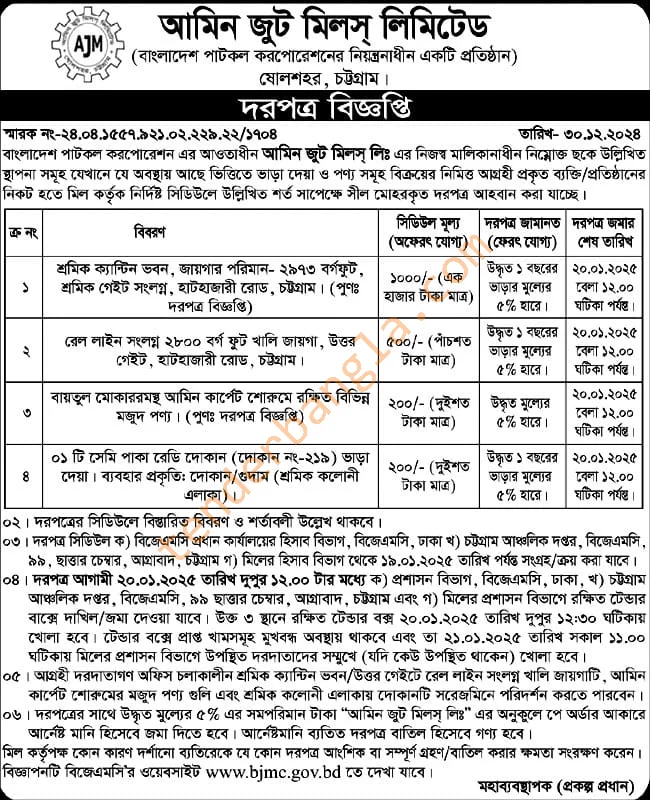 AJM
আমিন জুট মিলস্ লিমিটেড
(বাংলাদেশ পাটকল করপোরেশনের নিয়ন্ত্রনাধীন একটি প্রতিষ্ঠান)
ষোলশহর, চট্টগ্রাম।
দরপত্র বিজ্ঞপ্তি
স্মারক নং-২৪.০৪.১৫৫৭.৯২১.০২.২২৯.২২/১৭০৪ তারিখ- ৩০.১২.২০২৪
বাংলাদেশ পাটকল করপোরেশন এর আওতাধীন আমিন জুট মিলস্ লিঃ এর নিজস্ব মালিকানাধীন নিম্নোক্ত ছকে উল্লিখিত
স্থাপনা সমূহ যেখানে যে অবস্থায় আছে ভিত্তিতে ভাড়া দেয়া ও পণ্য সমূহ বিক্রয়ের নিমিত্ত আগ্রহী প্রকৃত ব্যক্তি/প্রতিষ্ঠানের
নিকট হতে মিল কর্তৃক নির্দিষ্ট সিডিউলে উল্লিখিত শর্ত সাপেক্ষে সীল মোহরকৃত দরপত্র আহবান করা যাচ্ছে।
ক্র নং বিবরণ সিডিউল মূল্য (অফেরৎ যোগ্য) দরপত্র জামানত (ফেরৎ যোগ্য) দরপত্র জমার শেষ তারিখ
১ শ্রমিক ক্যান্টিন ভবন, জায়গার পরিমান- ২৯৭৩ বর্গফুট, শ্রমিক গেইট সংলগ্ন, হাটহাজারী রোড, চট্টগ্রাম। (পুণঃ দরপত্র বিজ্ঞপ্তি) ১০০০/- (এক হাজার টাকা মাত্র) উদ্ধৃত ১ বছরের ভাড়ার মূল্যের ৫% হারে। ২০.০১.২০২৫ বেলা ১২.০০ ঘটিকা পর্যন্ত।
২ রেল লাইন সংলগ্ন ২৮০০ বর্গ ফুট খালি জায়গা, উত্তর গেইট, হাটহাজারী রোড, চট্টগ্রাম। ৫০০/- (পাঁচশত টাকা মাত্র) উদ্ধৃত ১ বছরের ভাড়ার মূল্যের ৫% হারে। ২০.০১.২০২৫ বেলা ১২.০০ ঘটিকা পর্যন্ত।
৩ বায়তুল মোকাররমস্থ আমিন কার্পেট শোরুমে রক্ষিত বিভিন্ন মজুদ পণ্য। (পুণঃ দরপত্র বিজ্ঞপ্তি) ২০০/- (দুইশত টাকা মাত্র) উদ্ধৃত মূল্যের ৫% হারে। ২০.০১.২০২৫ বেলা ১২.০০ ঘটিকা পর্যন্ত।
৪ ০১ টি সেমি পাকা রেডি দোকান (দোকান নং-২১৯) ভাড়া দেয়া। ব্যবহার প্রকৃতি: দোকান/গুদাম (শ্রমিক কলোনী এলাকা)। ২০০/- (দুইশত টাকা মাত্র) উদ্ধৃত ১ বছরের ভাড়ার মূল্যের ৫% হারে। ২০.০১.২০২৫ বেলা ১২.০০ ঘটিকা পর্যন্ত।
০২। দরপত্রের সিডিউলে বিস্তারিত বিবরণ ও শর্তাবলী উল্লেখ থাকবে।
০৩। দরপত্র সিডিউল ক) বিজেএমসি প্রধান কার্যালয়ের হিসাব বিভাগ, বিজেএমসি, ঢাকা খ) চট্টগ্রাম আঞ্চলিক দপ্তর, বিজেএমসি,
৯৯, ছাত্তার চেম্বার, আগ্রাবাদ, চট্টগ্রাম গ) মিলের হিসাব বিভাগ থেকে ১৯.০১.২০২৫ তারিখ পর্যন্ত সংগ্রহ/ক্রয় করা যাবে।
০৪। দরপত্র আগামী ২০.০১.২০২৫ তারিখ দুপুর ১২.০০ টার মধ্যে ক) প্রশাসন বিভাগ, বিজেএমসি, ঢাকা, খ) চট্টগ্রাম
আঞ্চলিক দপ্তর, বিজেএমসি, ৯৯ ছাত্তার চেম্বার, আগ্রাবাদ, চট্টগ্রাম এবং গ) মিলের প্রশাসন বিভাগে রক্ষিত টেন্ডার
বাক্সে দাখিল/জমা দেওয়া যাবে। উক্ত ৩ স্থানে রক্ষিত টেন্ডার বক্স ২০.০১.২০২৫ তারিখ দুপুর ১২:৩০ ঘটিকায়
খোলা হবে। টেন্ডার বক্সে প্রাপ্ত খামসমূহ মুখবন্ধ অবস্থায় থাকবে এবং তা ২১.০১.২০২৫ তারিখ সকাল ১১.০০
ঘটিকায় মিলের প্রশাসন বিভাগে উপস্থিত দরদাতাদের সম্মুখে (যদি কেউ উপস্থিত থাকেন) খোলা হবে।
০৫। আগ্রহী দরদাতাগণ অফিস চলাকালীন শ্রমিক ক্যান্টিন ভবন/উত্তর গেইটে রেল লাইন সংলগ্ন খালি জায়গাটি, আমিন
কার্পেট শোরুমের মজুদ পণ্য গুলি এবং শ্রমিক কলোনী এলাকায় দোকানটি সরেজমিনে পরিদর্শন করতে পারবেন।
০৬। দরপত্রের সাথে উদ্ধৃত মূল্যের ৫% এর সমপরিমান টাকা “আমিন জুট মিলস্ লিঃ” এর অনুকুলে পে অর্ডার আকারে
আর্নেষ্ট মানি হিসেবে জমা দিতে হবে। আর্নেষ্টমানি ব্যতিত দরপত্র বাতিল হিসেবে গণ্য হবে।
মিল কর্তৃপক্ষ কোন কারণ দর্শানো ব্যতিরেকে যে কোন দরপত্র আংশিক বা সম্পূর্ণ গ্রহণ/বাতিল করার ক্ষমতা সংরক্ষণ করেন।
বিজ্ঞাপনটি বিজেএমসি'র ওয়েবসাইট www.bjmc.gov.bd তে দেখা যাবে।
মহাব্যবস্থাপক (প্রকল্প প্রধান)
tenderbangla.com